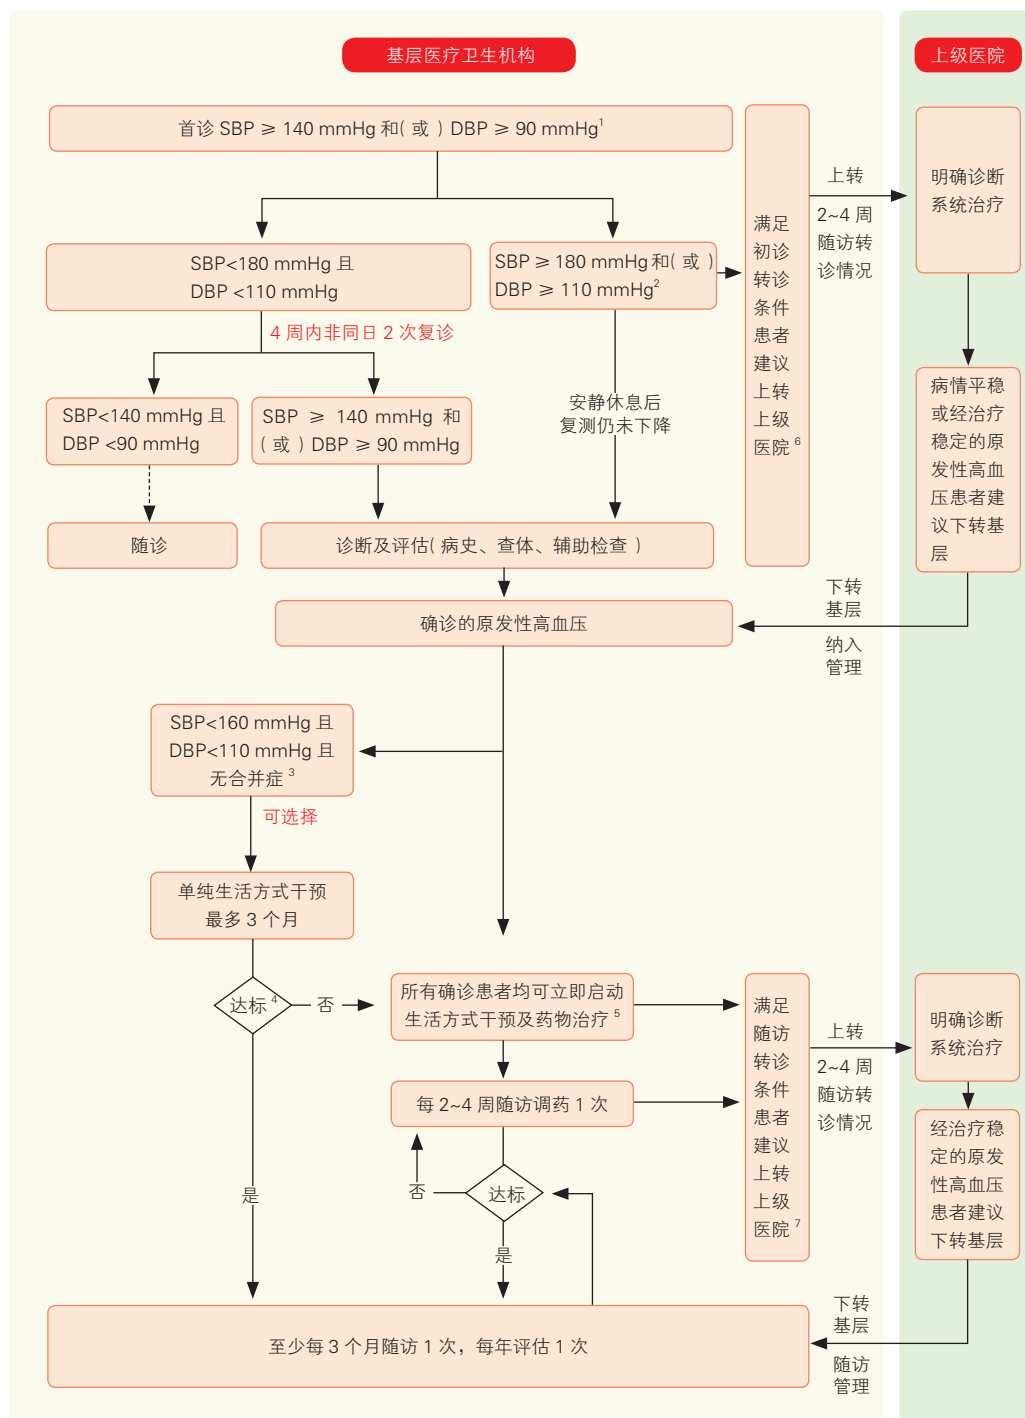 基层医疗卫生机构
上级医院
首诊 SBP ≥ 140 mmHg 和( 或 ) DBP ≥ 90 mmHg1
SBP<180 mmHg 且
DBP <110 mmHg
SBP ≥ 180 mmHg 和( 或 )
DBP ≥ 110 mmHg2
满足
初诊
转诊
条件
患者
建议
上转
上级
医院 6
上转
2~4 周
随访转
诊情况
明确诊断
系统治疗
4 周内非同日 2 次复诊
SBP<140 mmHg 且
DBP <90 mmHg
SBP ≥ 140 mmHg 和
( 或 ) DBP ≥ 90 mmHg
安静休息后
复测仍未下降
病情平稳
或经治疗
稳定的原
发性高血
压患者建
议下转基
层
随诊
诊断及评估( 病史、查体、辅助检查 )
确诊的原发性高血压
下转
基层
纳入
管理
SBP<160 mmHg 且
DBP<110 mmHg 且
无合并症 3
可选择
单纯生活方式干预
最多 3 个月
达标 4
否
所有确诊患者均可立即启动
生活方式干预及药物治疗 5
每 2~4 周随访调药 1 次
满足
随访
转诊
条件
患者
建议
上转
上级
医院 7
上转
2~4 周
随访转
诊情况
明确诊断
系统治疗
经治疗稳
定的原发
性高血压
患者建议
下转基层
是
否
达标
是
至少每 3 个月随访 1 次，每年评估 1 次
下转
基层
随访
管理